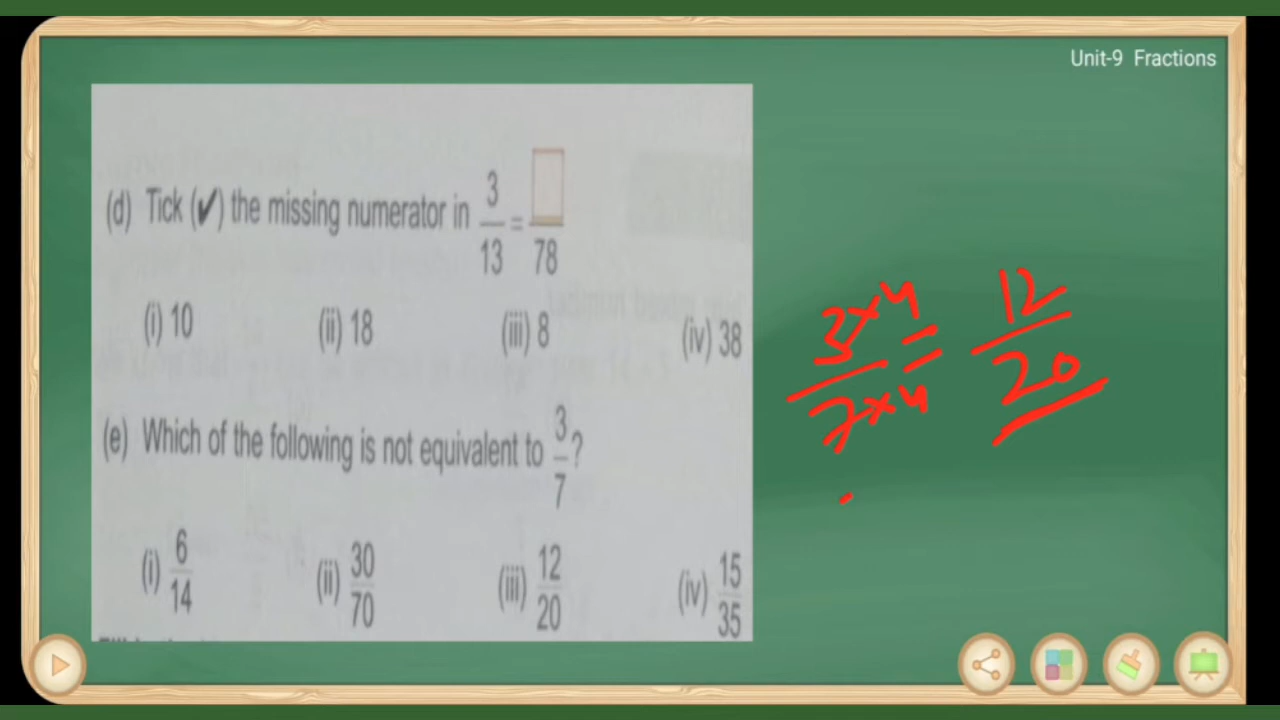 Unit-9 Fractions
(d) Tick (✔) the missing numerator in 3/13 = □/78
(i) 10 (ii) 18 (iii) 8 (iv) 38
(e) Which of the following is not equivalent to 3/7?
(i) 6/14 (ii) 30/70 (iii) 12/20 (iv) 15/35
3×4/7×4 = 12/20